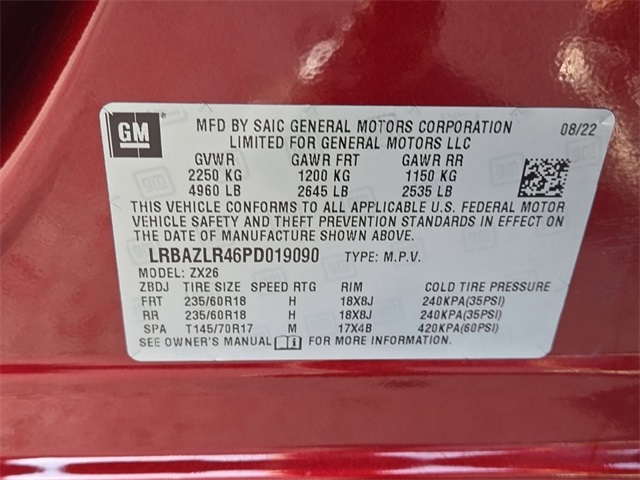 GM
MFD BY SAIC GENERAL MOTORS CORPORATION 08/22
LIMITED FOR GENERAL MOTORS LLC
GVWR GAWR FRT GAWR RR
2250 KG 1200 KG 1150 KG
4960 LB 2645 LB 2535 LB
THIS VEHICLE CONFORMS TO ALL APPLICABLE U.S. FEDERAL MOTOR
VEHICLE SAFETY AND THEFT PREVENTION STANDARDS IN EFFECT ON
THE DATE OF MANUFACTURE SHOWN ABOVE.
LRBAZLR46PD019090 TYPE: M.P.V.
MODEL: ZX26
ZBDJ TIRE SIZE SPEED RTG RIM COLD TIRE PRESSURE
FRT 235/60R18 H 18X8J 240KPA(35PSI)
RR 235/60R18 H 18X8J 240KPA(35PSI)
SPA T145/70R17 M 17X4B 420KPA(60PSI)
SEE OWNER'S MANUAL FOR MORE INFORMATION.